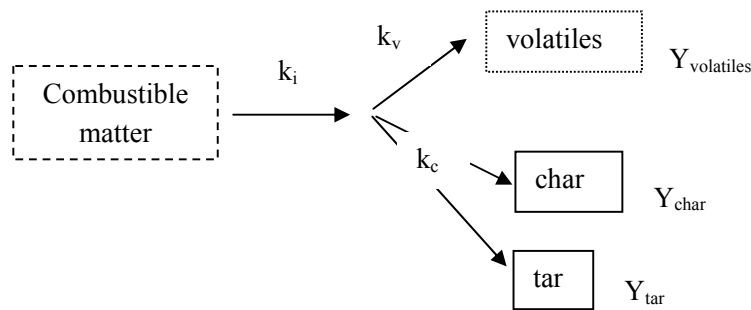 Combustible
matter
k_i
k_v
volatiles
Y_volatiles
k_c
char
Y_char
tar
Y_tar